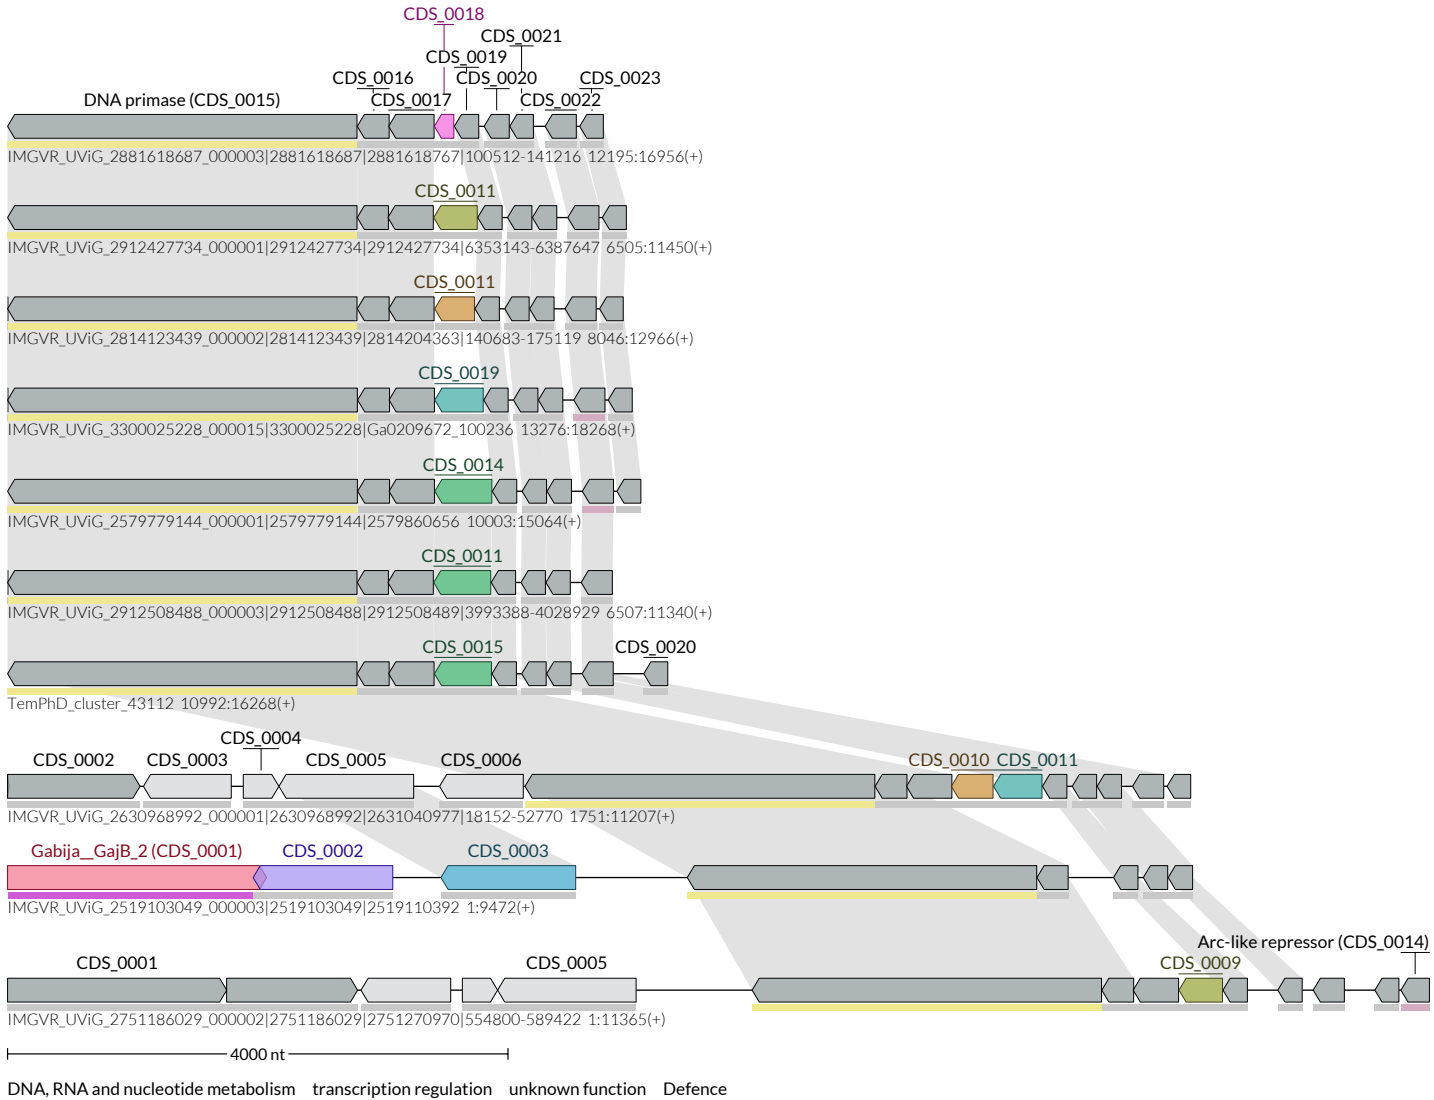 CDS_0018
CDS_0021
CDS_0019
CDS_0016 CDS_0020 CDS_0023
DNA primase (CDS_0015) CDS_0017 CDS_0022
IMGVR_UViG_2881618687_000003|2881618687|2881618767|100512-141216 12195:16956(+)
CDS_0011
IMGVR_UViG_2912427734_000001|2912427734|2912427734|6353143-6387647 6505:11450(+)
CDS_0011
IMGVR_UViG_2814123439_000002|2814123439|2814204363|140683-175119 8046:12966(+)
CDS_0019
IMGVR_UViG_3300025228_000015|3300025228|Ga0209672_100236 13276:18268(+)
CDS_0014
IMGVR_UViG_2579779144_000001|2579779144|2579860656 10003:15064(+)
CDS_0011
IMGVR_UViG_2912508488_000003|2912508488|2912508489|3993388-4028929 6507:11340(+)
CDS_0015 CDS_0020
TemPhD_cluster_43112 10992:16268(+)
CDS_0004
CDS_0002 CDS_0003 CDS_0005 CDS_0006 CDS_0010 CDS_0011
IMGVR_UViG_2630968992_000001|2630968992|2631040977|18152-52770 1751:11207(+)
Gabija__GajB_2 (CDS_0001) CDS_0002 CDS_0003
IMGVR_UViG_2519103049_000003|2519103049|2519110392 1:9472(+)
Arc-like repressor (CDS_0014)
CDS_0001 CDS_0005 CDS_0009
IMGVR_UViG_2751186029_000002|2751186029|2751270970|554800-589422 1:11365(+)
4000 nt
DNA, RNA and nucleotide metabolism transcription regulation unknown function Defence